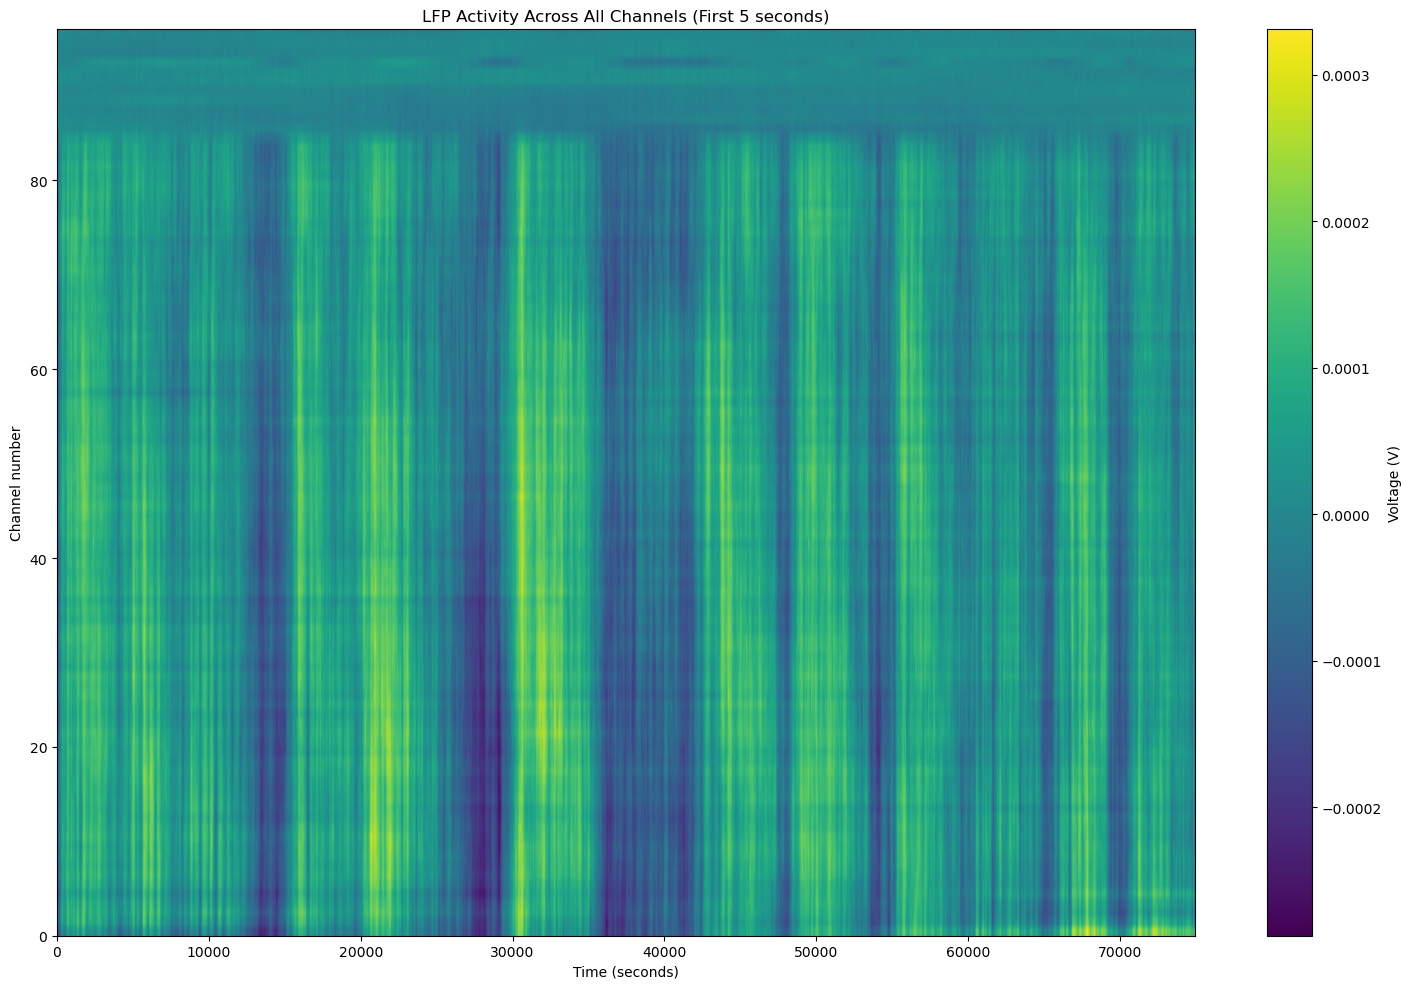 LFP Activity Across All Channels (First 5 seconds)
Channel number
80
60
40
20
0
0 10000 20000 30000 40000 50000 60000 70000
Time (seconds)
0.0003
0.0002
0.0001
0.0000
−0.0001
−0.0002
Voltage (V)